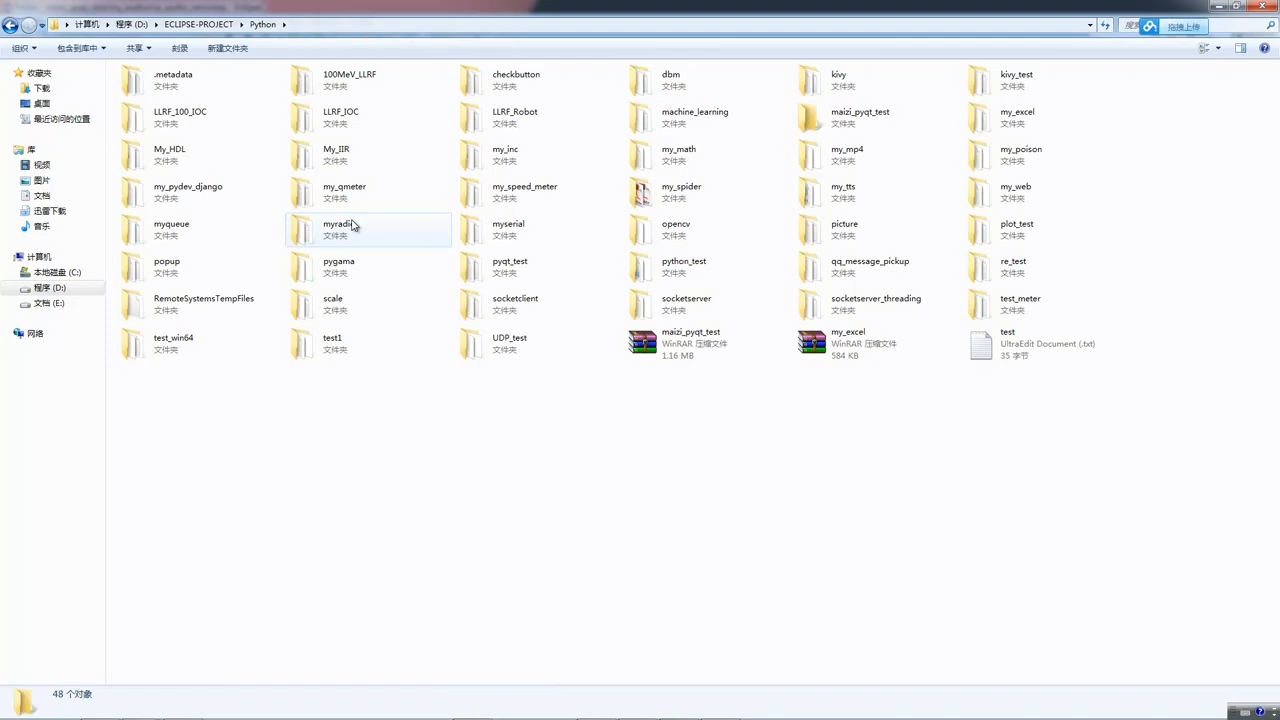 计算机 程序 (D:) ECLIPSE-PROJECT Python
拖拽上传
组织 包含到库中 共享 刻录 新建文件夹
收藏夹
下载
桌面
最近访问的位置
库
视频
图片
文档
迅雷下载
音乐
计算机
本地磁盘 (C:)
程序 (D:)
文档 (E:)
网络
.metadata
文件夹
100MeV_LLRF
文件夹
checkbutton
文件夹
dbm
文件夹
kivy
文件夹
kivy_test
文件夹
LLRF_100_IOC
文件夹
LLRF_IOC
文件夹
LLRF_Robot
文件夹
machine_learning
文件夹
maizi_pyqt_test
文件夹
my_excel
文件夹
My_HDL
文件夹
My_IIR
文件夹
my_inc
文件夹
my_math
文件夹
my_mp4
文件夹
my_poison
文件夹
my_pydev_django
文件夹
my_qmeter
文件夹
my_speed_meter
文件夹
my_spider
文件夹
my_tts
文件夹
my_web
文件夹
myqueue
文件夹
文件夹
myserial
文件夹
opencv
文件夹
picture
文件夹
plot_test
文件夹
popup
文件夹
pygama
文件夹
pyqt_test
文件夹
python_test
文件夹
qq_message_pickup
文件夹
re_test
文件夹
RemoteSystemsTempFiles
文件夹
scale
文件夹
socketclient
文件夹
socketserver
文件夹
socketserver_threading
文件夹
test_meter
文件夹
test_win64
文件夹
test1
文件夹
UDP_test
文件夹
maizi_pyqt_test
WinRAR 压缩文件
1.16 MB
my_excel
WinRAR 压缩文件
584 KB
test
UltraEdit Document (.txt)
35 字节
48 个对象